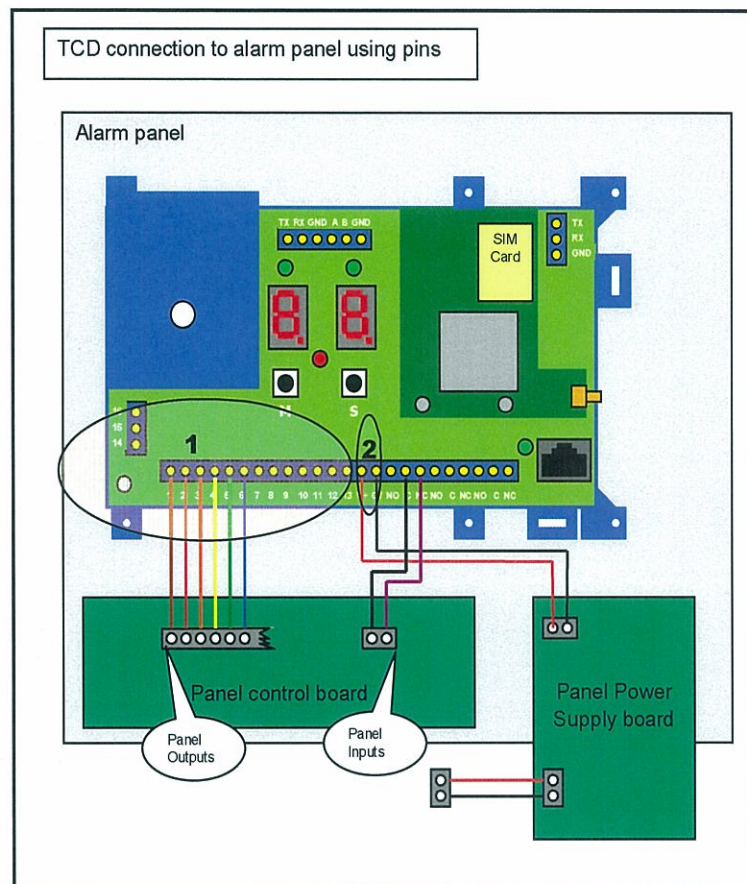 TCD connection to alarm panel using pins
Alarm panel
TX RX GND A B GND
SIM
Card
TX
RX
GND
8. 8.
M S
16
15
14
1 2
1 2 3 4 5 6 7 8 9 10 11 12 13 NO C NC NO C NC NO C NC
Panel control board
Panel
Outputs
Panel
Inputs
Panel Power
Supply board